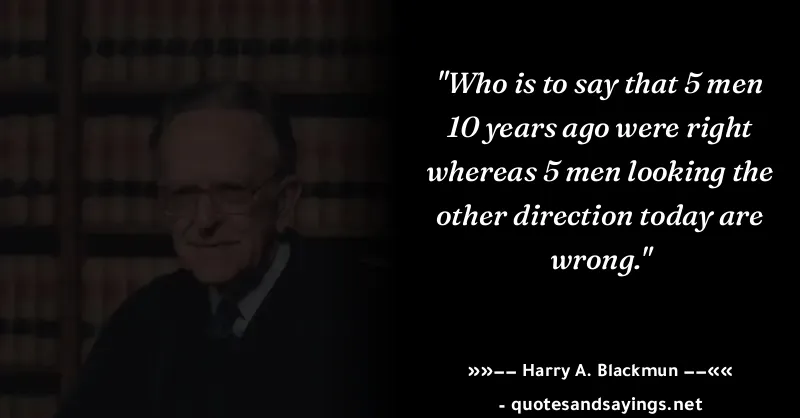 "Who is to say that 5 men
10 years ago were right
whereas 5 men looking the
other direction today are
wrong."
»»−− Harry A. Blackmun −−««
- quotesandsayings.net